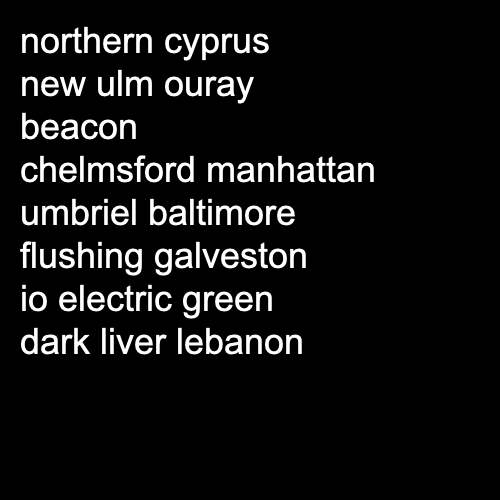 northern cyprus
new ulm ouray
beacon
chelmsford manhattan
umbriel baltimore
flushing galveston
io electric green
dark liver lebanon